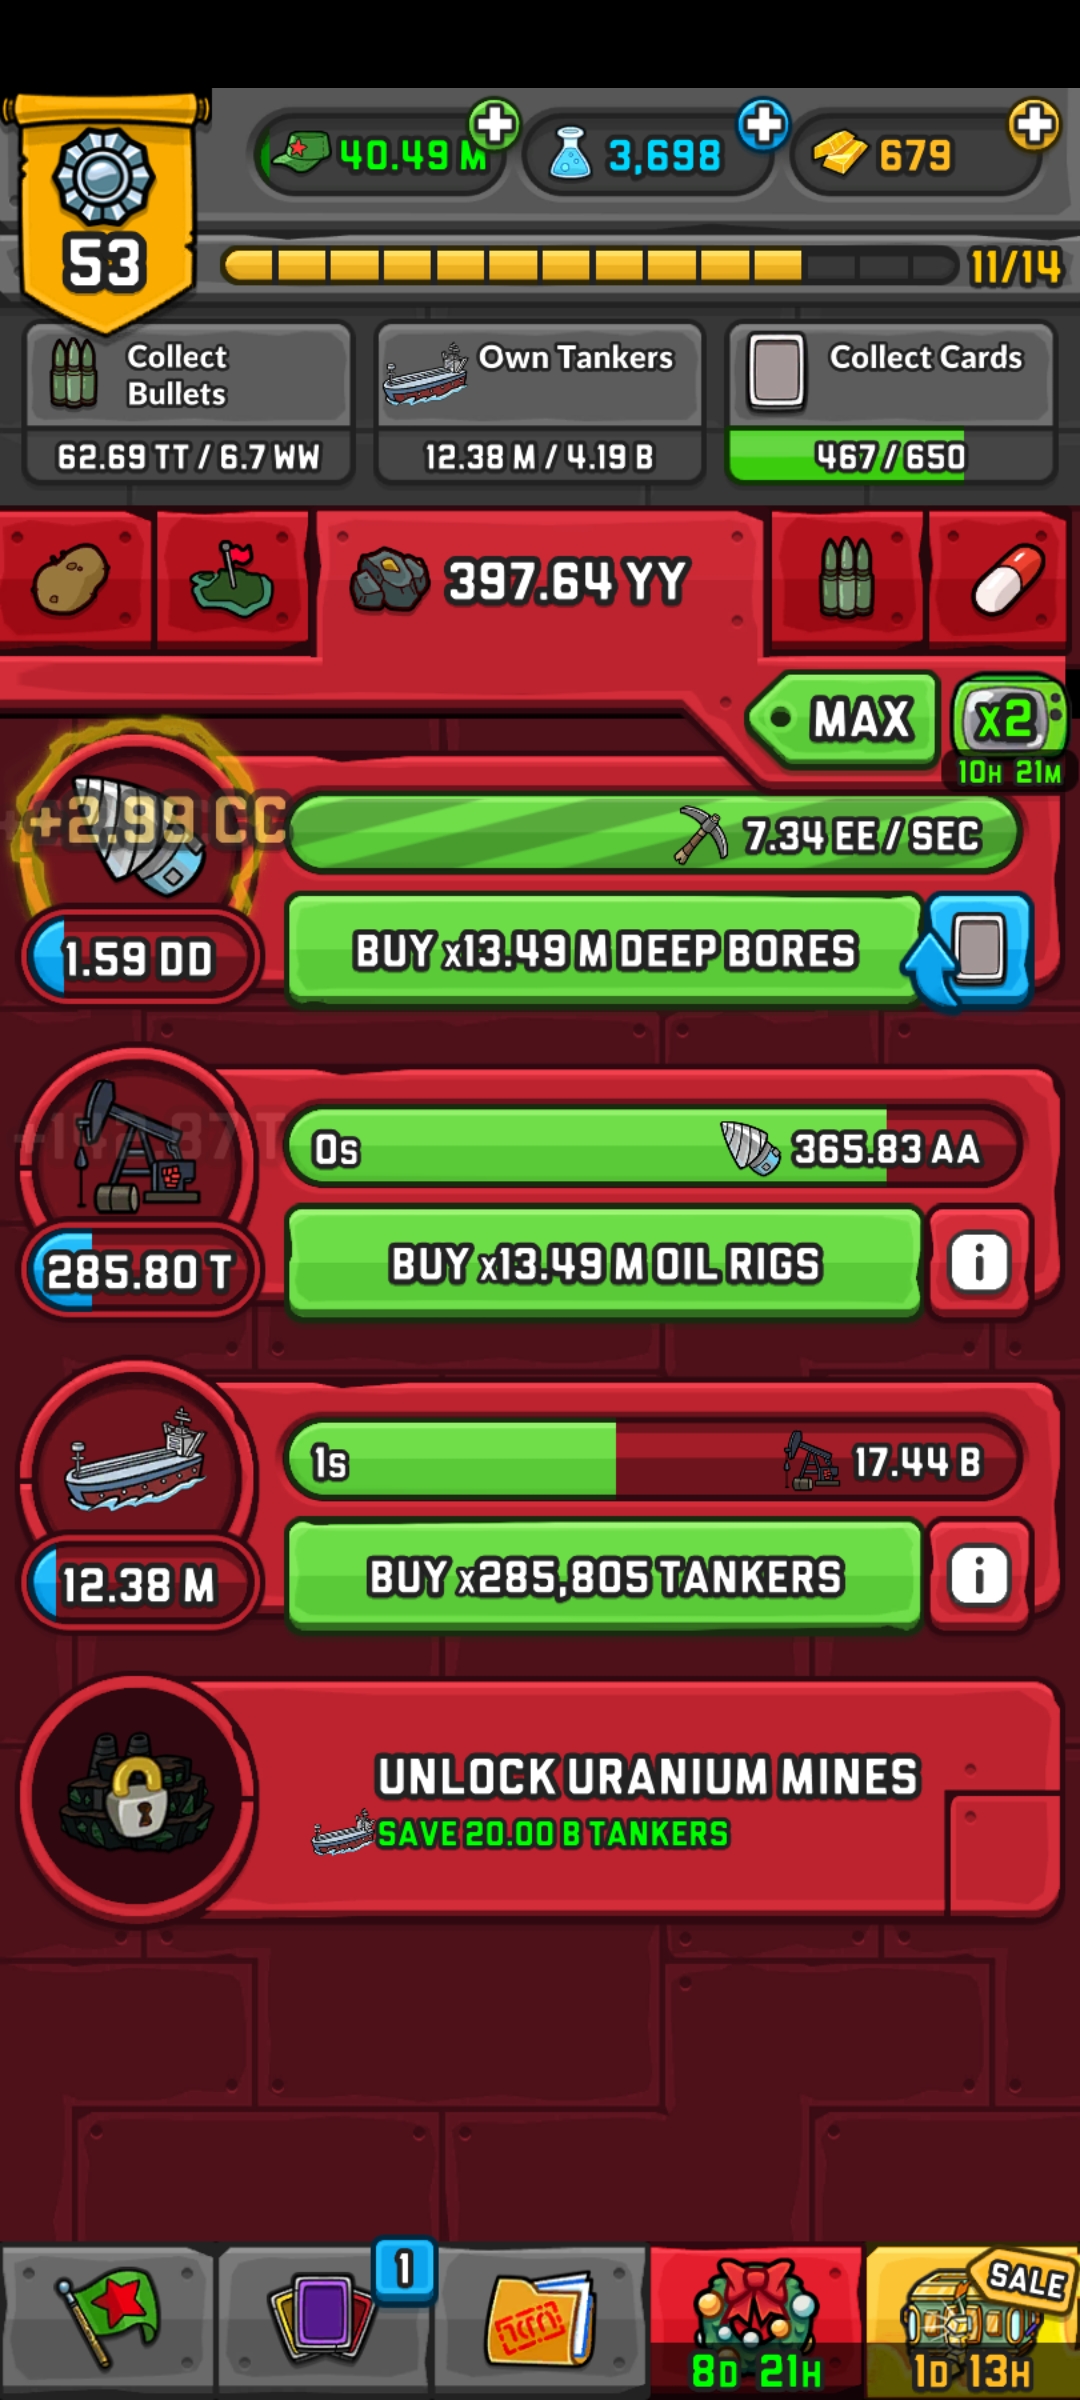 40.49 M
3,698
679
53
11/14
Collect
Bullets
62.69 TT / 6.7 WW
Own Tankers
12.38 M / 4.19 B
Collect Cards
467 / 650
397.64 YY
MAX
x2
10H 21M
+2.99 CC
7.34 EE / SEC
1.59 DD
BUY x13.49 M DEEP BORES
0s
365.83 AA
285.80 T
BUY x13.49 M OIL RIGS
1s
17.44 B
12.38 M
BUY x285,805 TANKERS
UNLOCK URANIUM MINES
SAVE 20.00 B TANKERS
1
SALE
8D 21H
1D 13H